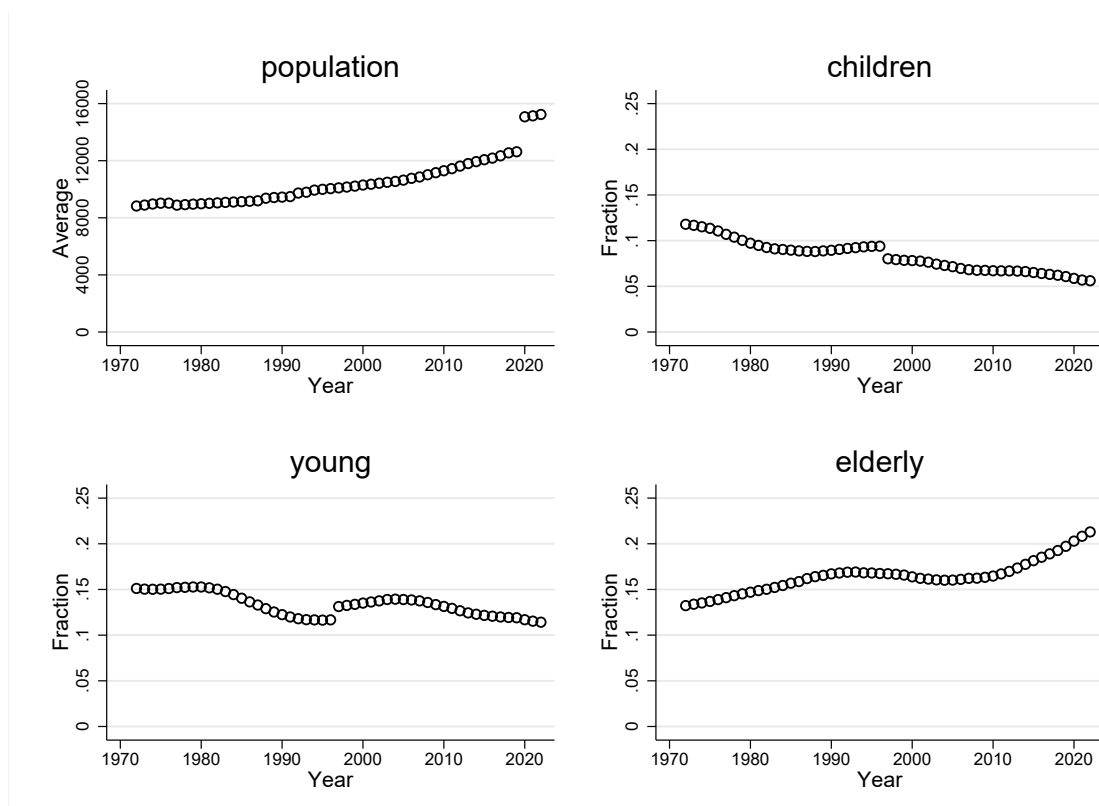 population
Average
0 4000 8000 12000 16000
1970 1980 1990 2000 2010 2020
Year
children
Fraction
0 .05 .1 .15 .2 .25
1970 1980 1990 2000 2010 2020
Year
young
Fraction
0 .05 .1 .15 .2 .25
1970 1980 1990 2000 2010 2020
Year
elderly
Fraction
0 .05 .1 .15 .2 .25
1970 1980 1990 2000 2010 2020
Year